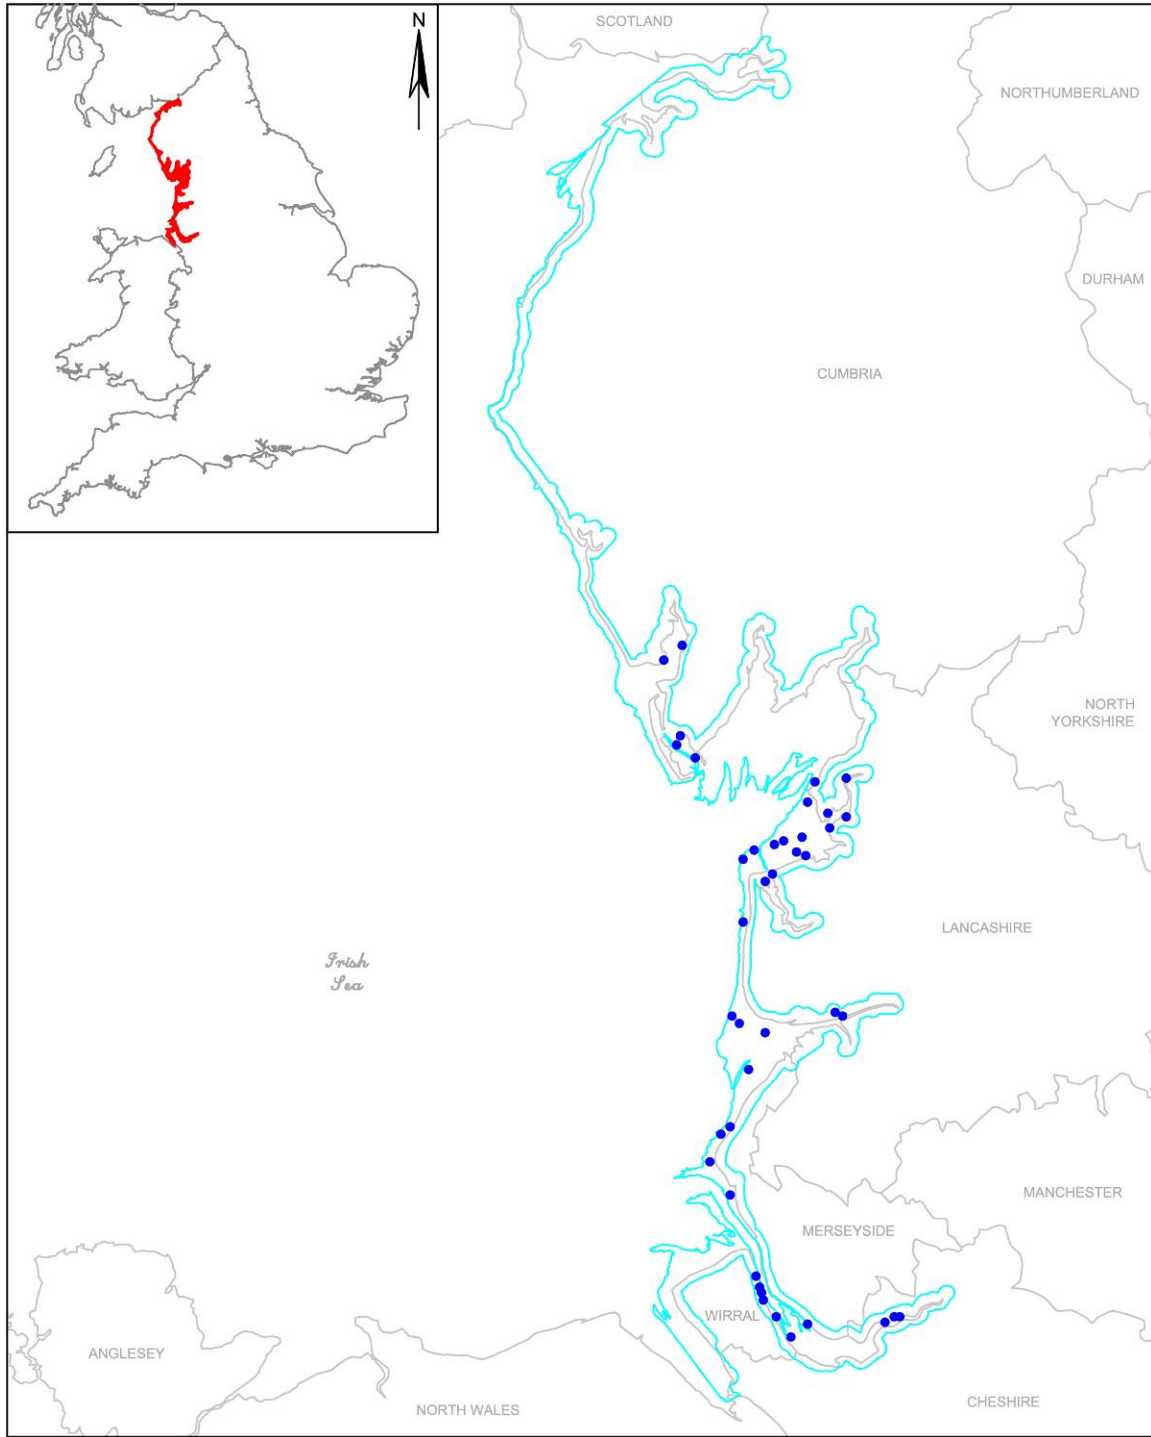 N
SCOTLAND
NORTHUMBERLAND
DURHAM
CUMBRIA
NORTH
YORKSHIRE
LANCASHIRE
Irish
Sea
MANCHESTER
MERSEYSIDE
WIRRAL
ANGLESEY
CHESHIRE
NORTH WALES